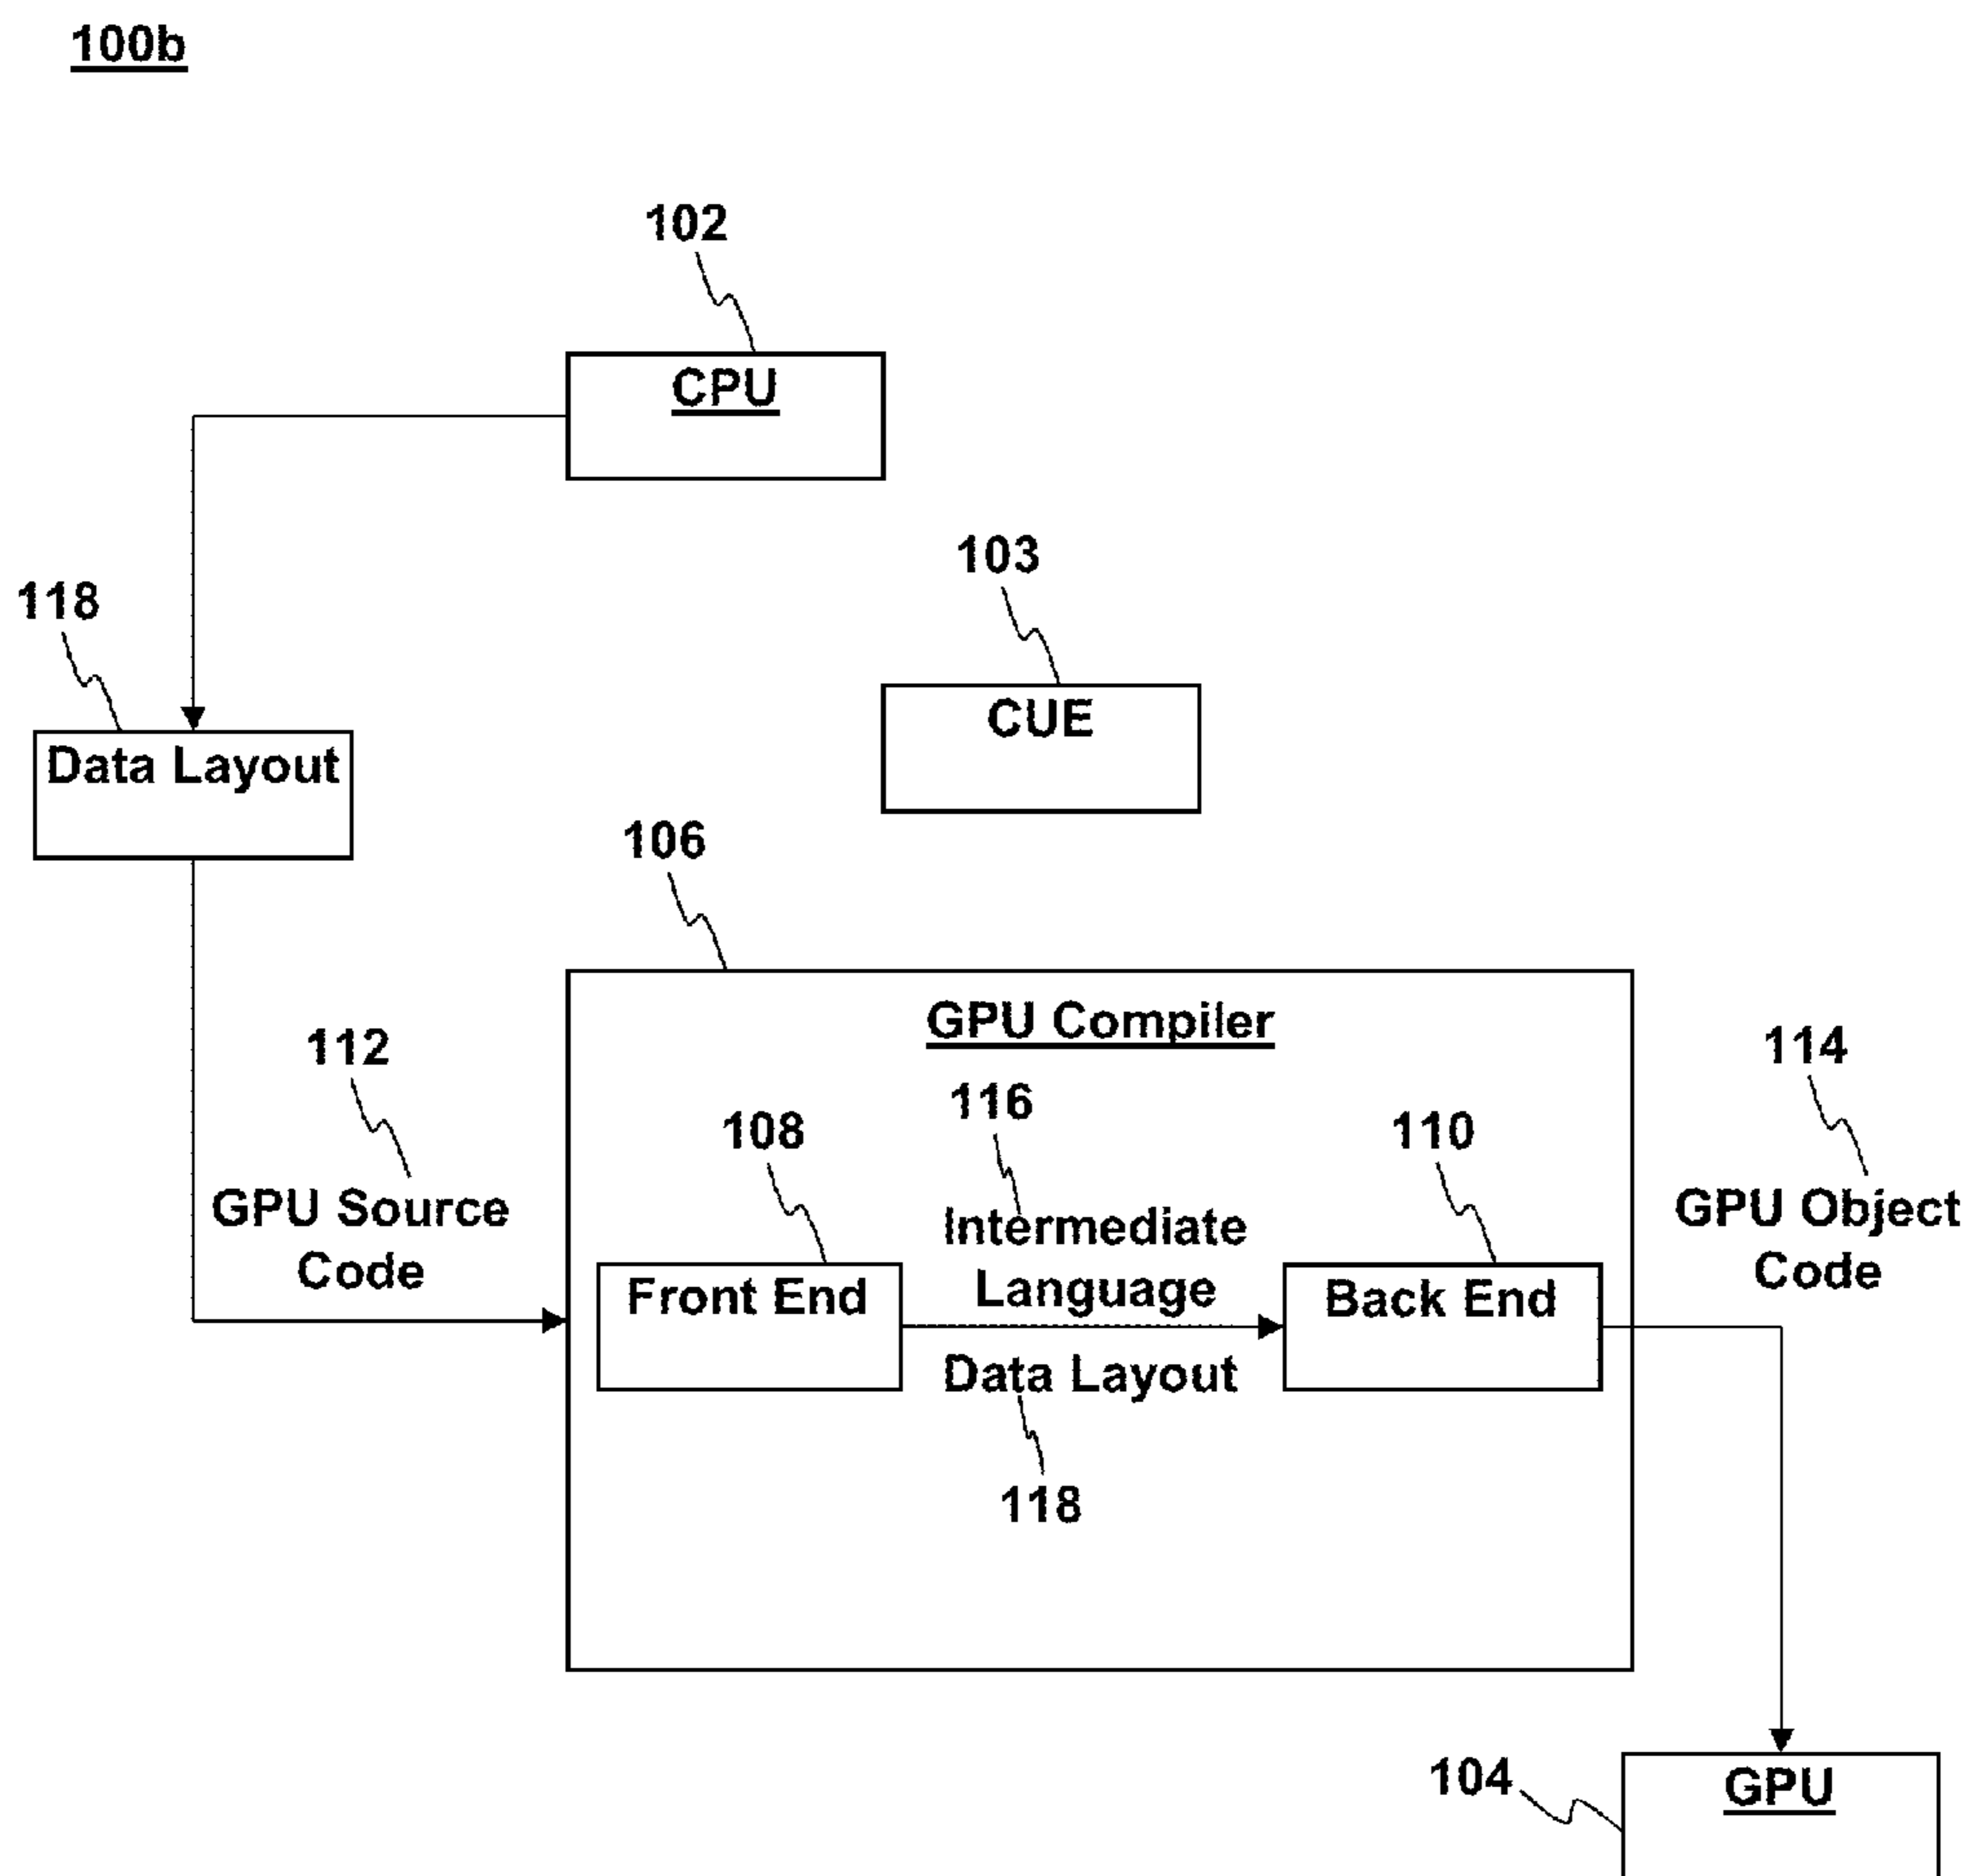 100b
102
CPU
103
118
CUE
Data Layout
106
GPU Compiler
112
114
116
108
110
GPU Source
Code
Intermediate
Language
GPU Object
Code
Front End
Back End
Data Layout
118
104
GPU